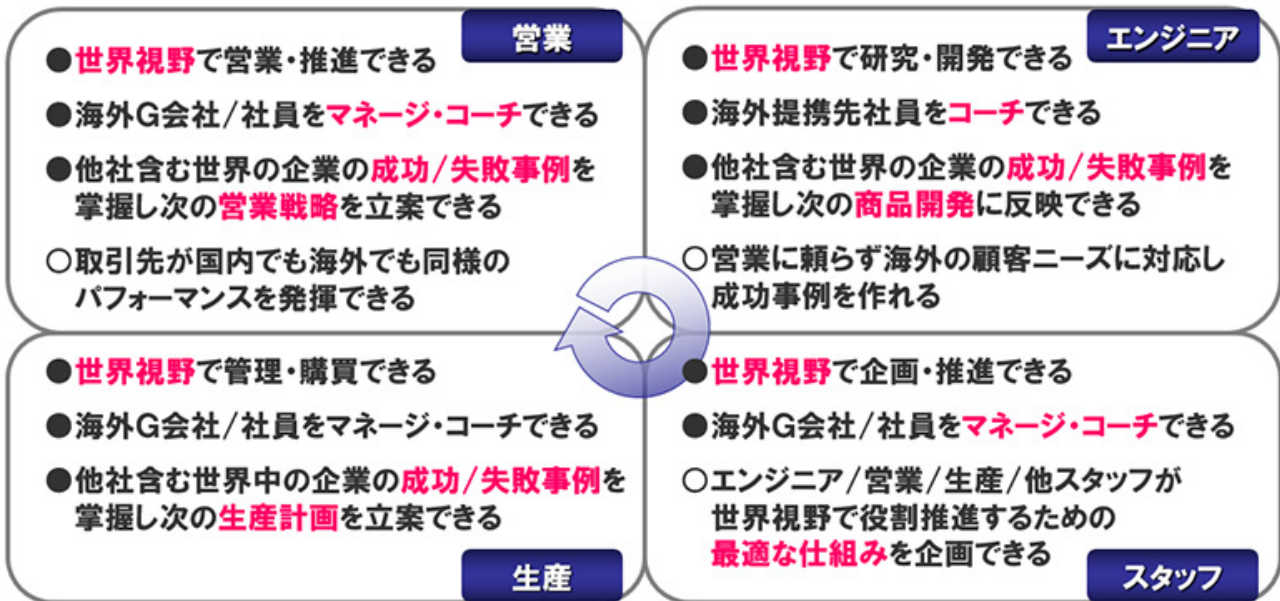 営業
●世界視野で営業・推進できる
●海外G会社/社員をマネージ・コーチできる
●他社含む世界の企業の成功/失敗事例を
掌握し次の営業戦略を立案できる
○取引先が国内でも海外でも同様の
パフォーマンスを発揮できる
エンジニア
●世界視野で研究・開発できる
●海外提携先社員をコーチできる
●他社含む世界の企業の成功/失敗事例を
掌握し次の商品開発に反映できる
○営業に頼らず海外の顧客ニーズに対応し
成功事例を作れる
●世界視野で管理・購買できる
●海外G会社/社員をマネージ・コーチできる
●他社含む世界中の企業の成功/失敗事例を
掌握し次の生産計画を立案できる
生産
●世界視野で企画・推進できる
●海外G会社/社員をマネージ・コーチできる
○エンジニア/営業/生産/他スタッフが
世界視野で役割推進するための
最適な仕組みを企画できる
スタッフ